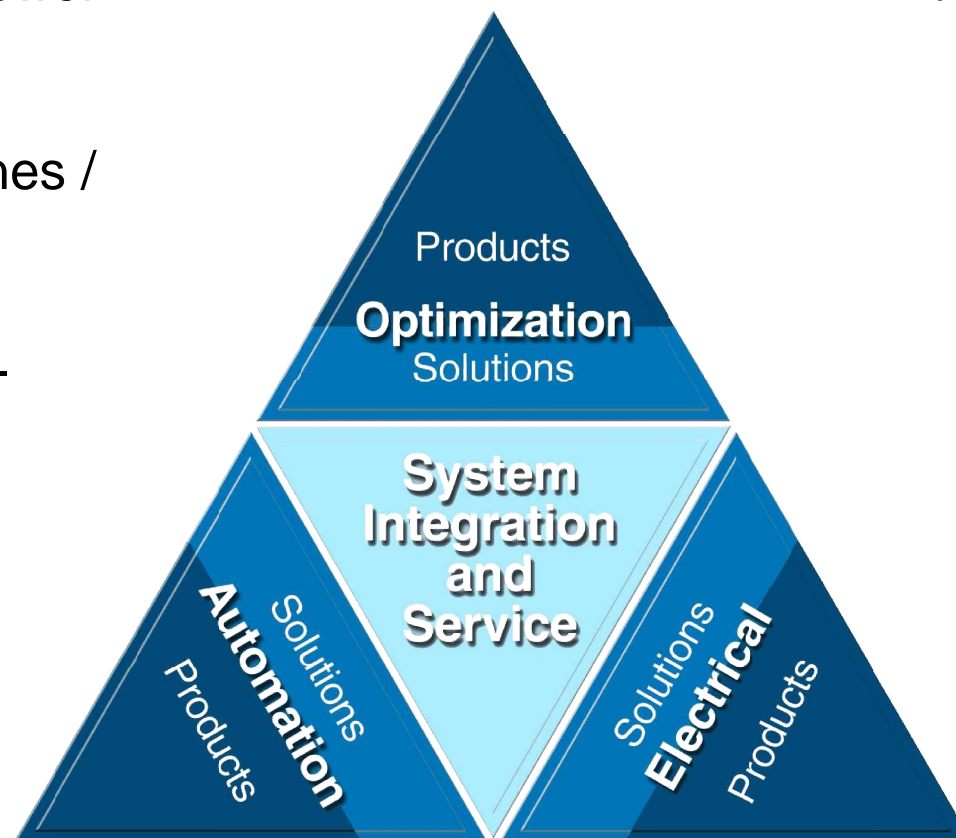 nes /
Products
Optimization
Solutions
System
Integration
and
Service
Solutions
Automation
Products
Solutions
Electrical
Products